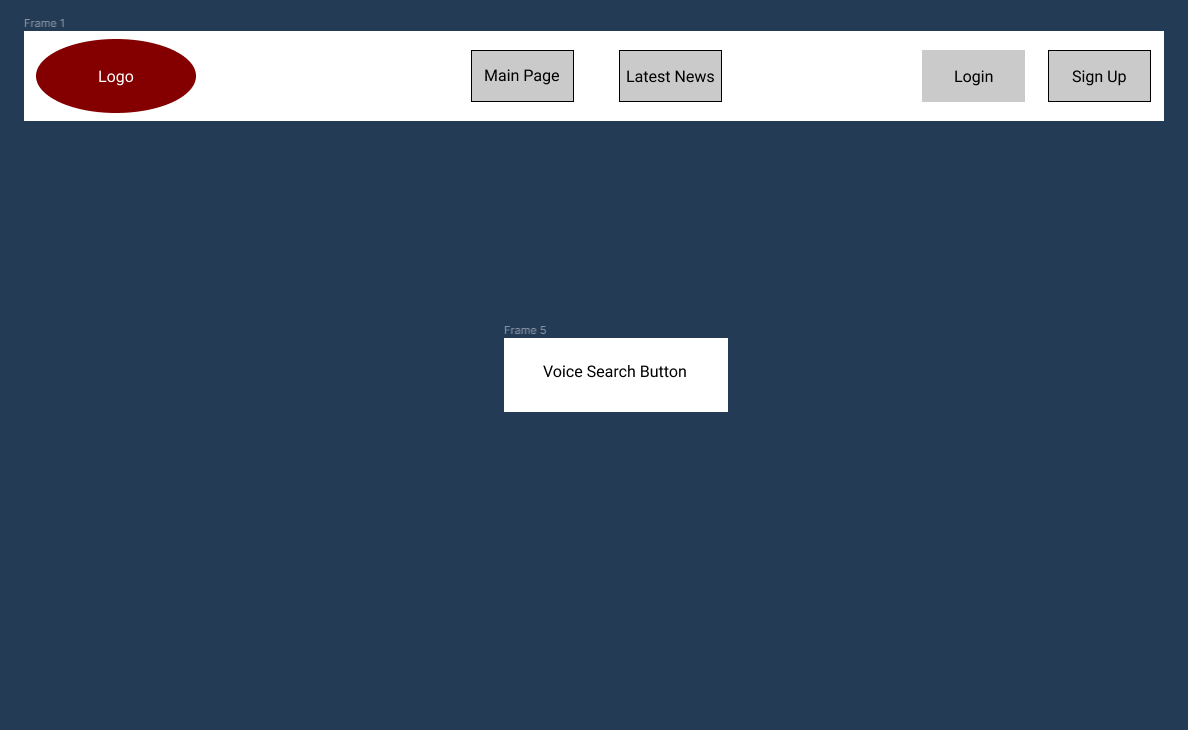 Frame 1
Logo
Main Page
Latest News
Login
Sign Up
Frame 5
Voice Search Button